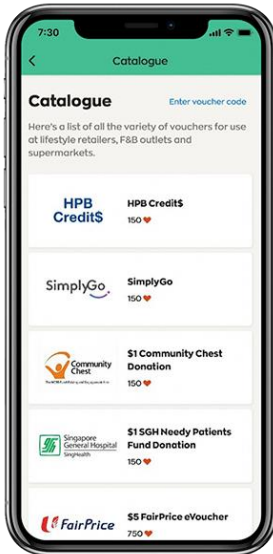 7:30
Catalogue
Catalogue
Enter voucher code
Here's a list of all the variety of vouchers for use
at lifestyle retailers, F&B outlets and
supermarkets.
HPB
Credit$
HPB Credit$
150
SimplyGo
SimplyGo
150
Community
Chest
$1 Community Chest
Donation
150
Singapore
General Hospital
SingHealth
$1 SGH Needy Patients
Fund Donation
150
FairPrice
$5 FairPrice eVoucher
750